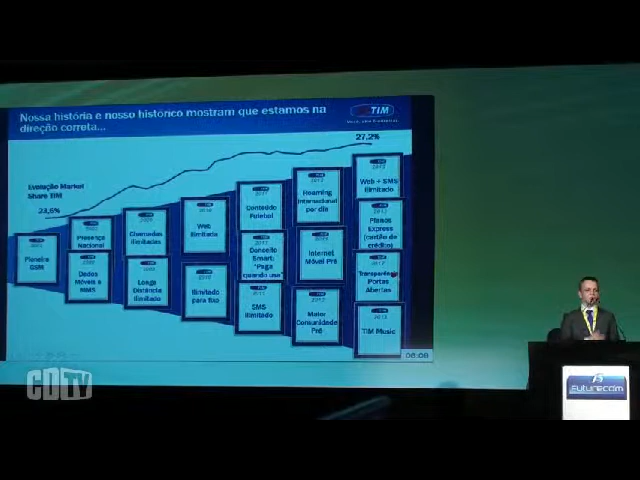 Nossa história e nosso histórico mostram que estamos na
direção correta...
TIM
27,2%
Evolução Market
Share TIM
23,6%
Pioneira
GSM
Presença
Nacional
Dados
Móveis e
MMS
Chamadas
Ilimitadas
Longa
Distância
Ilimitado
Web
Ilimitada
Ilimitado
para fixo
Conteúdo
Futebol
Conceito
Smart:
"Paga
quando usa"
SMS
Ilimitado
Roaming
Internacional
por dia
Internet
Móvel Pré
Maior
Comunidade
Pré
Web + SMS
Ilimitado
Planos
Express
(cartão de
crédito)
Transparência
Portas
Abertas
TIM Music
CDTV
Futurecom